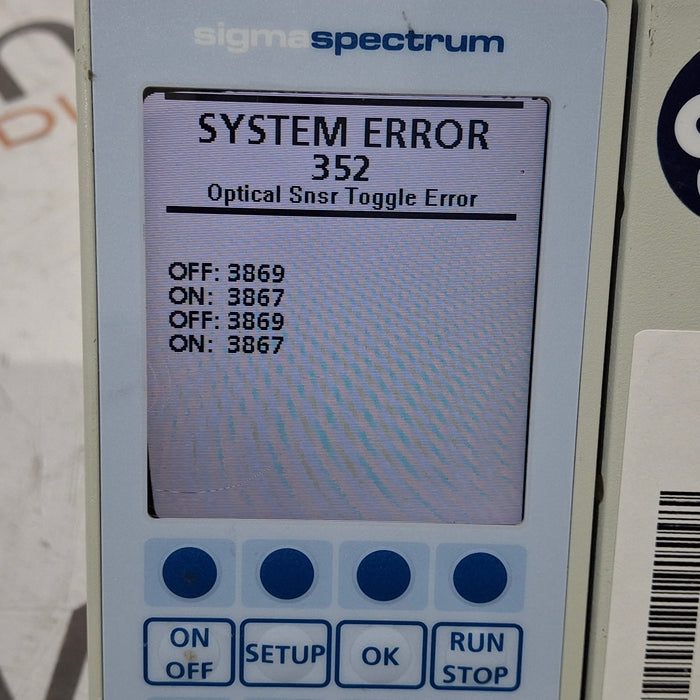 sigmaspectrum
SYSTEM ERROR
352
Optical Snsr Toggle Error
OFF: 3869
ON: 3867
OFF: 3869
ON: 3867
ON
OFF
SETUP
OK
RUN
STOP